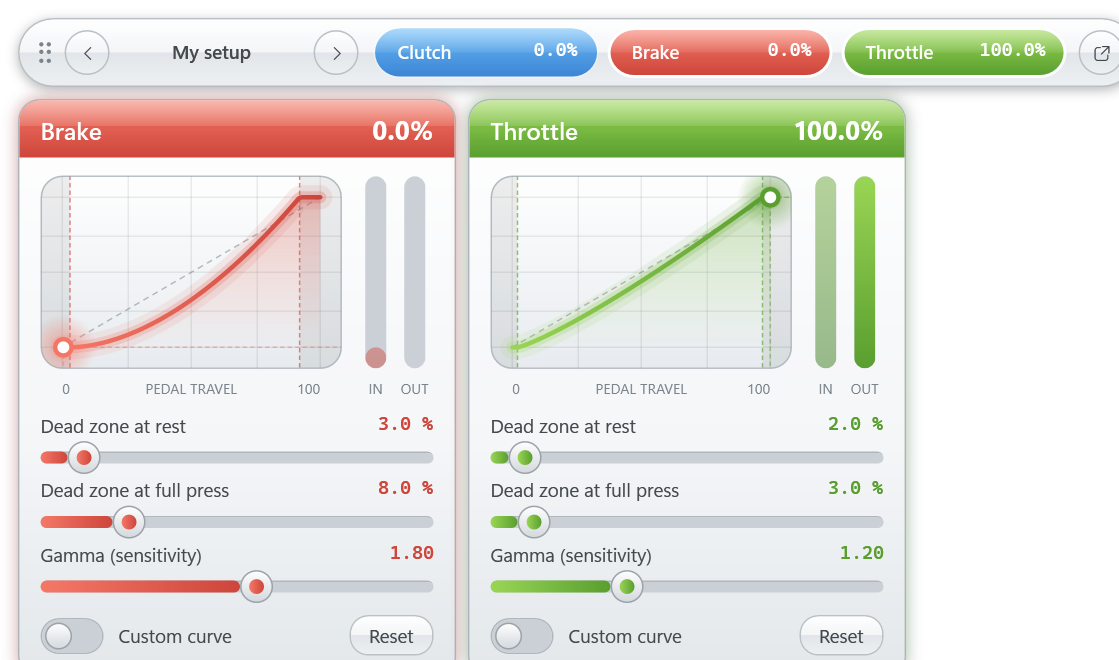 My setup Clutch 0.0% Brake 0.0% Throttle 100.0%
Brake 0.0%
0 PEDAL TRAVEL 100 IN OUT
Dead zone at rest 3.0 %
Dead zone at full press 8.0 %
Gamma (sensitivity) 1.80
Custom curve Reset
Throttle 100.0%
0 PEDAL TRAVEL 100 IN OUT
Dead zone at rest 2.0 %
Dead zone at full press 3.0 %
Gamma (sensitivity) 1.20
Custom curve Reset